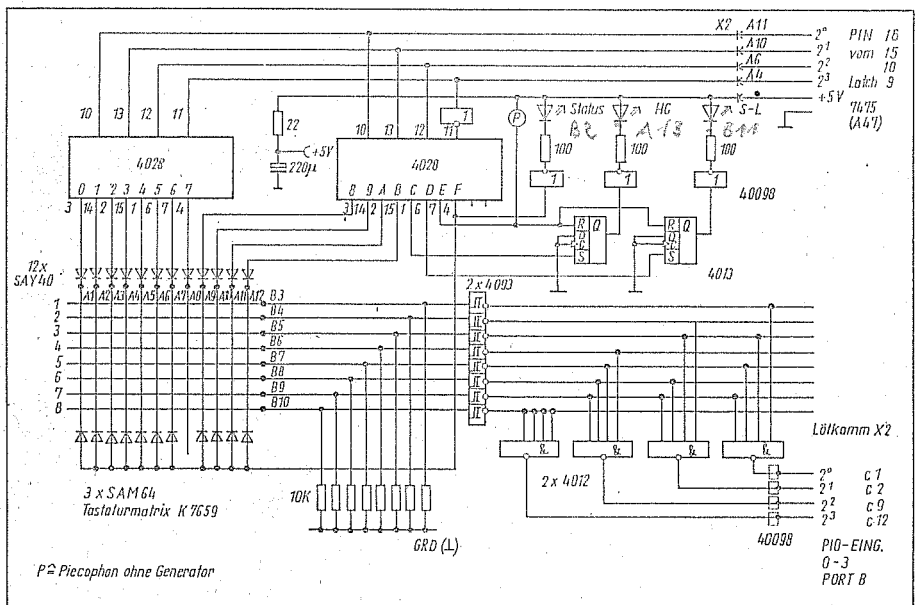 X2 A11 2⁰ PIN 16
A10 2¹ vom 15
A6 2² 10
A4 2³ Latch 9
+5V
7475
(A47)
10 13 12 11
22
+5V
220µ
10 13 12 11
1
P
Status HG S-L
B2 A13 B11
100 100 100
1 1 1
40098
4028
0 1 2 3 4 5 6 7
3 14 2 15 1 6 7 4
4028
8 9 A B C D E F
3 14 2 15 1 6 7 4
R Q
D
C
S
R Q
D
C
S
4013
12x
SAY40
A1 A2 A3 A4 A5 A6 A7 A8 A9 A11 A12
2 x 4093
1 B3
2 B4
3 B5
4 B6
5 B7
6 B8
7 B9
8 B10
& & & &
2 x 4012
Lötkamm X2
2⁰ c1
2¹ c2
2² c9
2³ c12
40098
PIO-EING.
0-3
PORT B
3 x SAM 64
Tastaturmatrix K 7659
10K
GRD (⊥)
P ≙ Piecophon ohne Generator